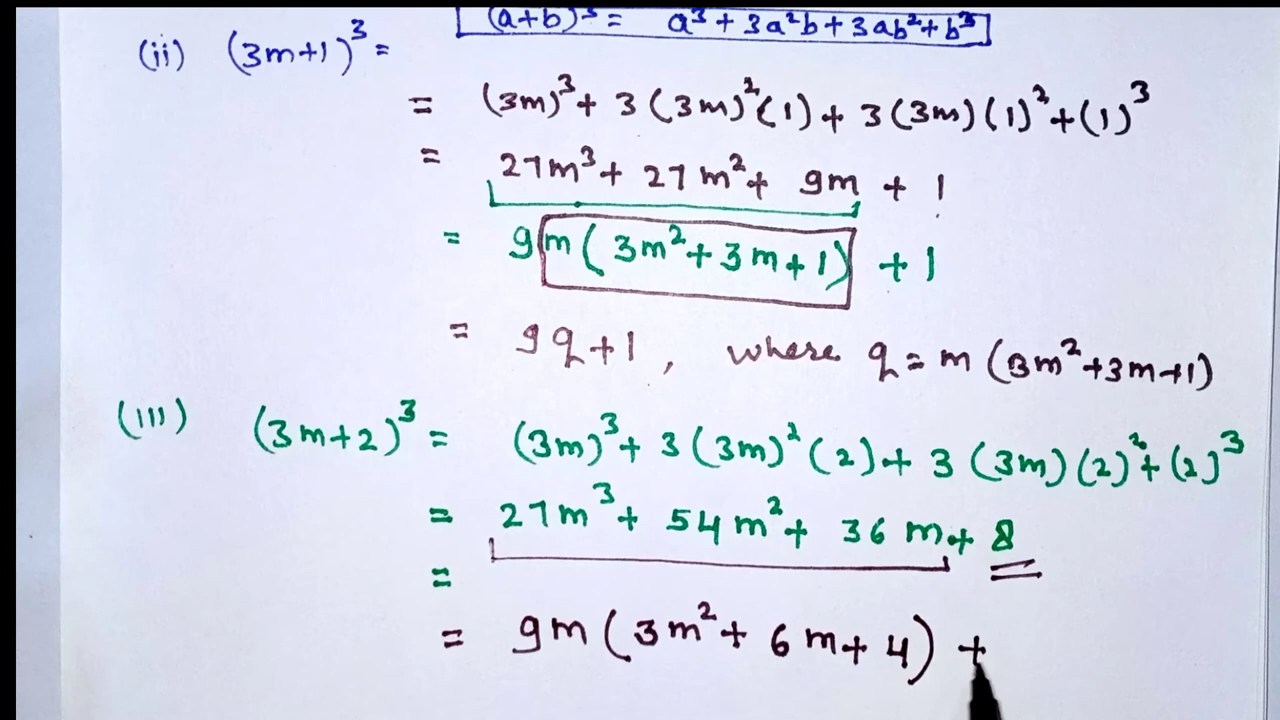 (a+b)³ = a³ + 3a²b + 3ab² + b³
(ii) (3m+1)³ =
= (3m)³ + 3(3m)²(1) + 3(3m)(1)² + (1)³
= 27m³ + 27m² + 9m + 1
= 9m(3m² + 3m + 1) + 1
= 9q + 1, where q = m(3m² + 3m + 1)
(iii) (3m+2)³ = (3m)³ + 3(3m)²(2) + 3(3m)(2)² + (2)³
= 27m³ + 54m² + 36m + 8
=
= 9m(3m² + 6m + 4) +